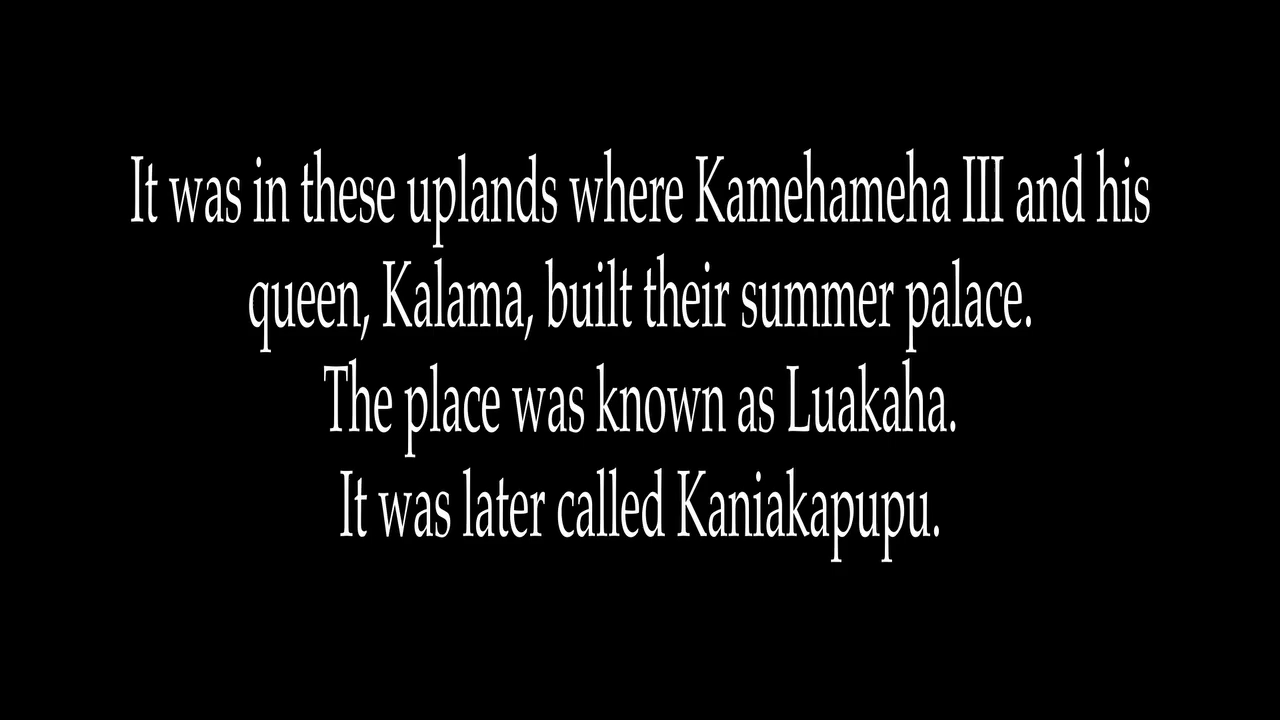 It was in these uplands where Kamehameha III and his
queen, Kalama, built their summer palace.
The place was known as Luakaha.
It was later called Kaniakapupu.